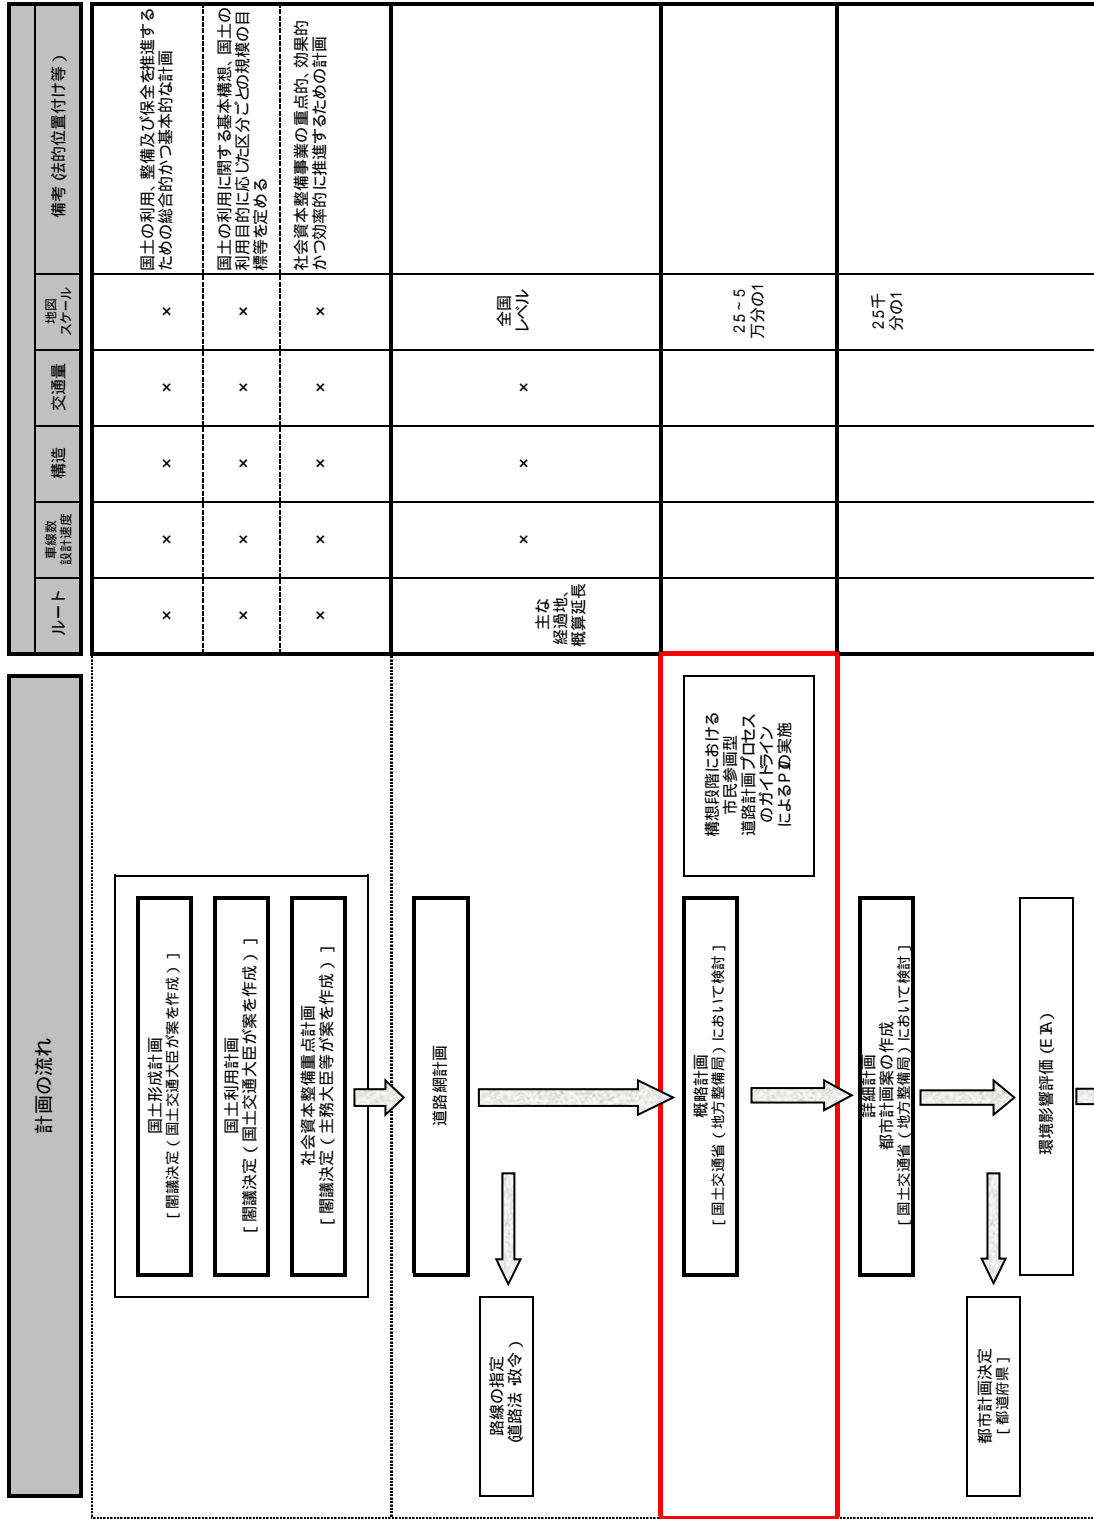 計画の流れ
ルート
車線数
設計速度
構造
交通量
地図
スケール
備考（法的位置付け等）
国土形成計画
[ 閣議決定（国土交通大臣が案を作成）]
×
×
×
×
×
国土の利用、整備及び保全を推進する
ための総合的かつ基本的な計画
国土利用計画
[ 閣議決定（国土交通大臣が案を作成）]
×
×
×
×
×
国土の利用に関する基本構想、国土の
利用目的に応じた区分ごとの規模の目
標等を定める
社会資本整備重点計画
[ 閣議決定（主務大臣等が案を作成）]
×
×
×
×
×
社会資本整備事業の重点的、効果的
かつ効率的に推進するための計画
道路網計画
主な
経過地、
概算延長
×
×
×
全国
レベル
路線の指定
（道路法・政令）
概略計画
[ 国土交通省（地方整備局）において検討 ]
構想段階における
市民参画型
道路計画プロセス
のガイドライン
によるPIの実施
25~5
万分の1
詳細計画
都市計画案の作成
[ 国土交通省（地方整備局）において検討 ]
25千
分の1
都市計画決定
[ 都道府県 ]
環境影響評価（EIA）